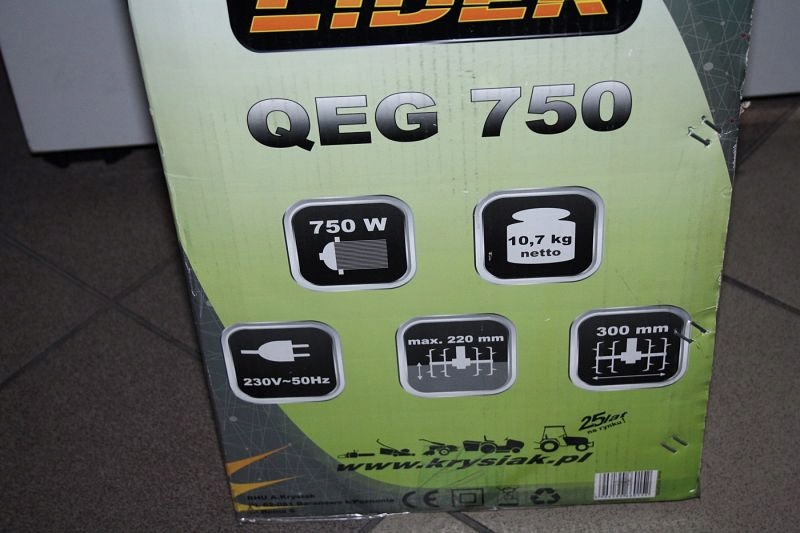 LIDER
QEG 750
750 W
10,7 kg
netto
230V~50Hz
max. 220 mm
300 mm
25 lat
na rynku!
www.krysiak.pl
BHU A.Krysiak
CE